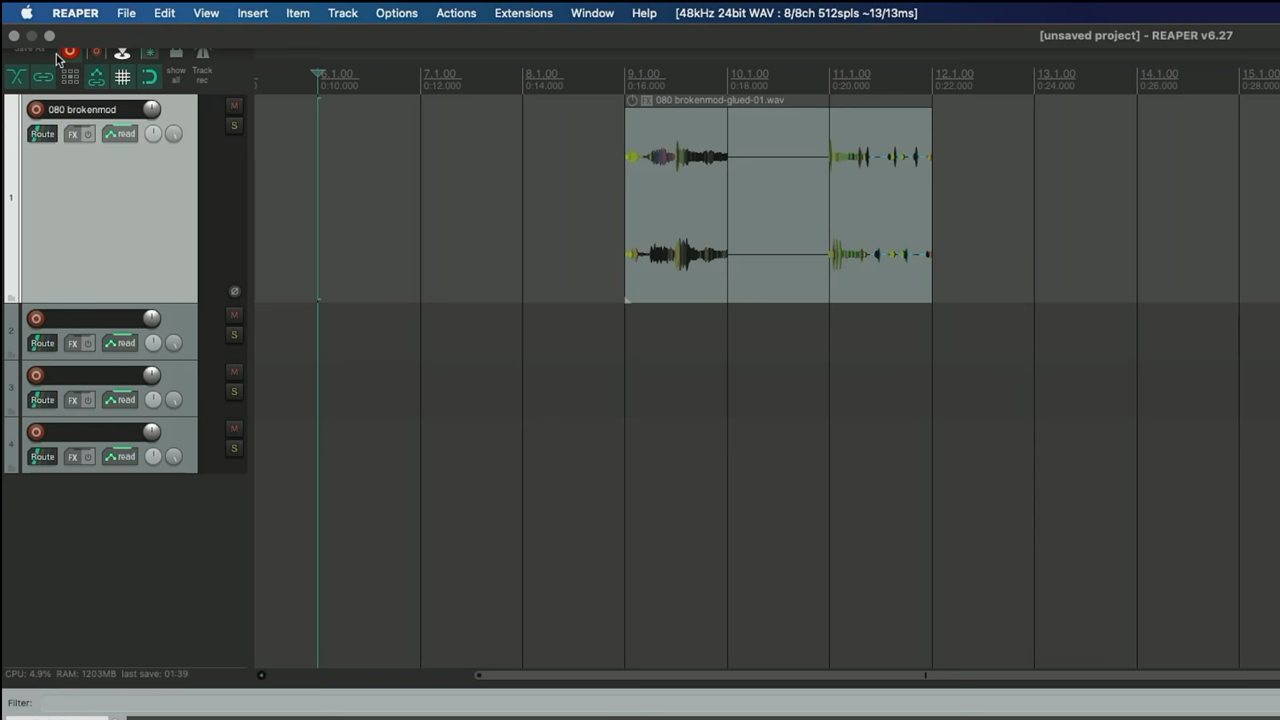 REAPER File Edit View Insert Item Track Options Actions Extensions Window Help [48kHz 24bit WAV : 8/8ch 512spls ~13/13ms]
[unsaved project] - REAPER v6.27
Save As
show all
Track rec
6.1.00 7.1.00 8.1.00 9.1.00 10.1.00 11.1.00 12.1.00 13.1.00 14.1.00 15.1.00
0:10.000 0:12.000 0:14.000 0:16.000 0:18.000 0:20.000 0:22.000 0:24.000 0:26.000 0:28.000
FX 080 brokenmod-glued-01.wav
080 brokenmod M
S
Route FX read
1
2 M
Route FX read S
3 M
Route FX read S
4 M
Route FX read S
CPU: 4.9% RAM: 1203MB last save: 01:39
Filter: